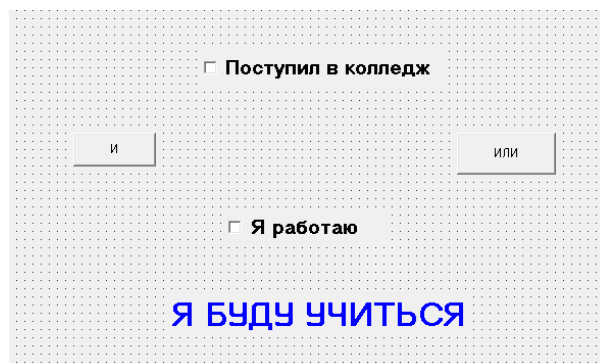 Поступил в колледж
И
ИЛИ
Я работаю
Я БУДУ УЧИТЬСЯ